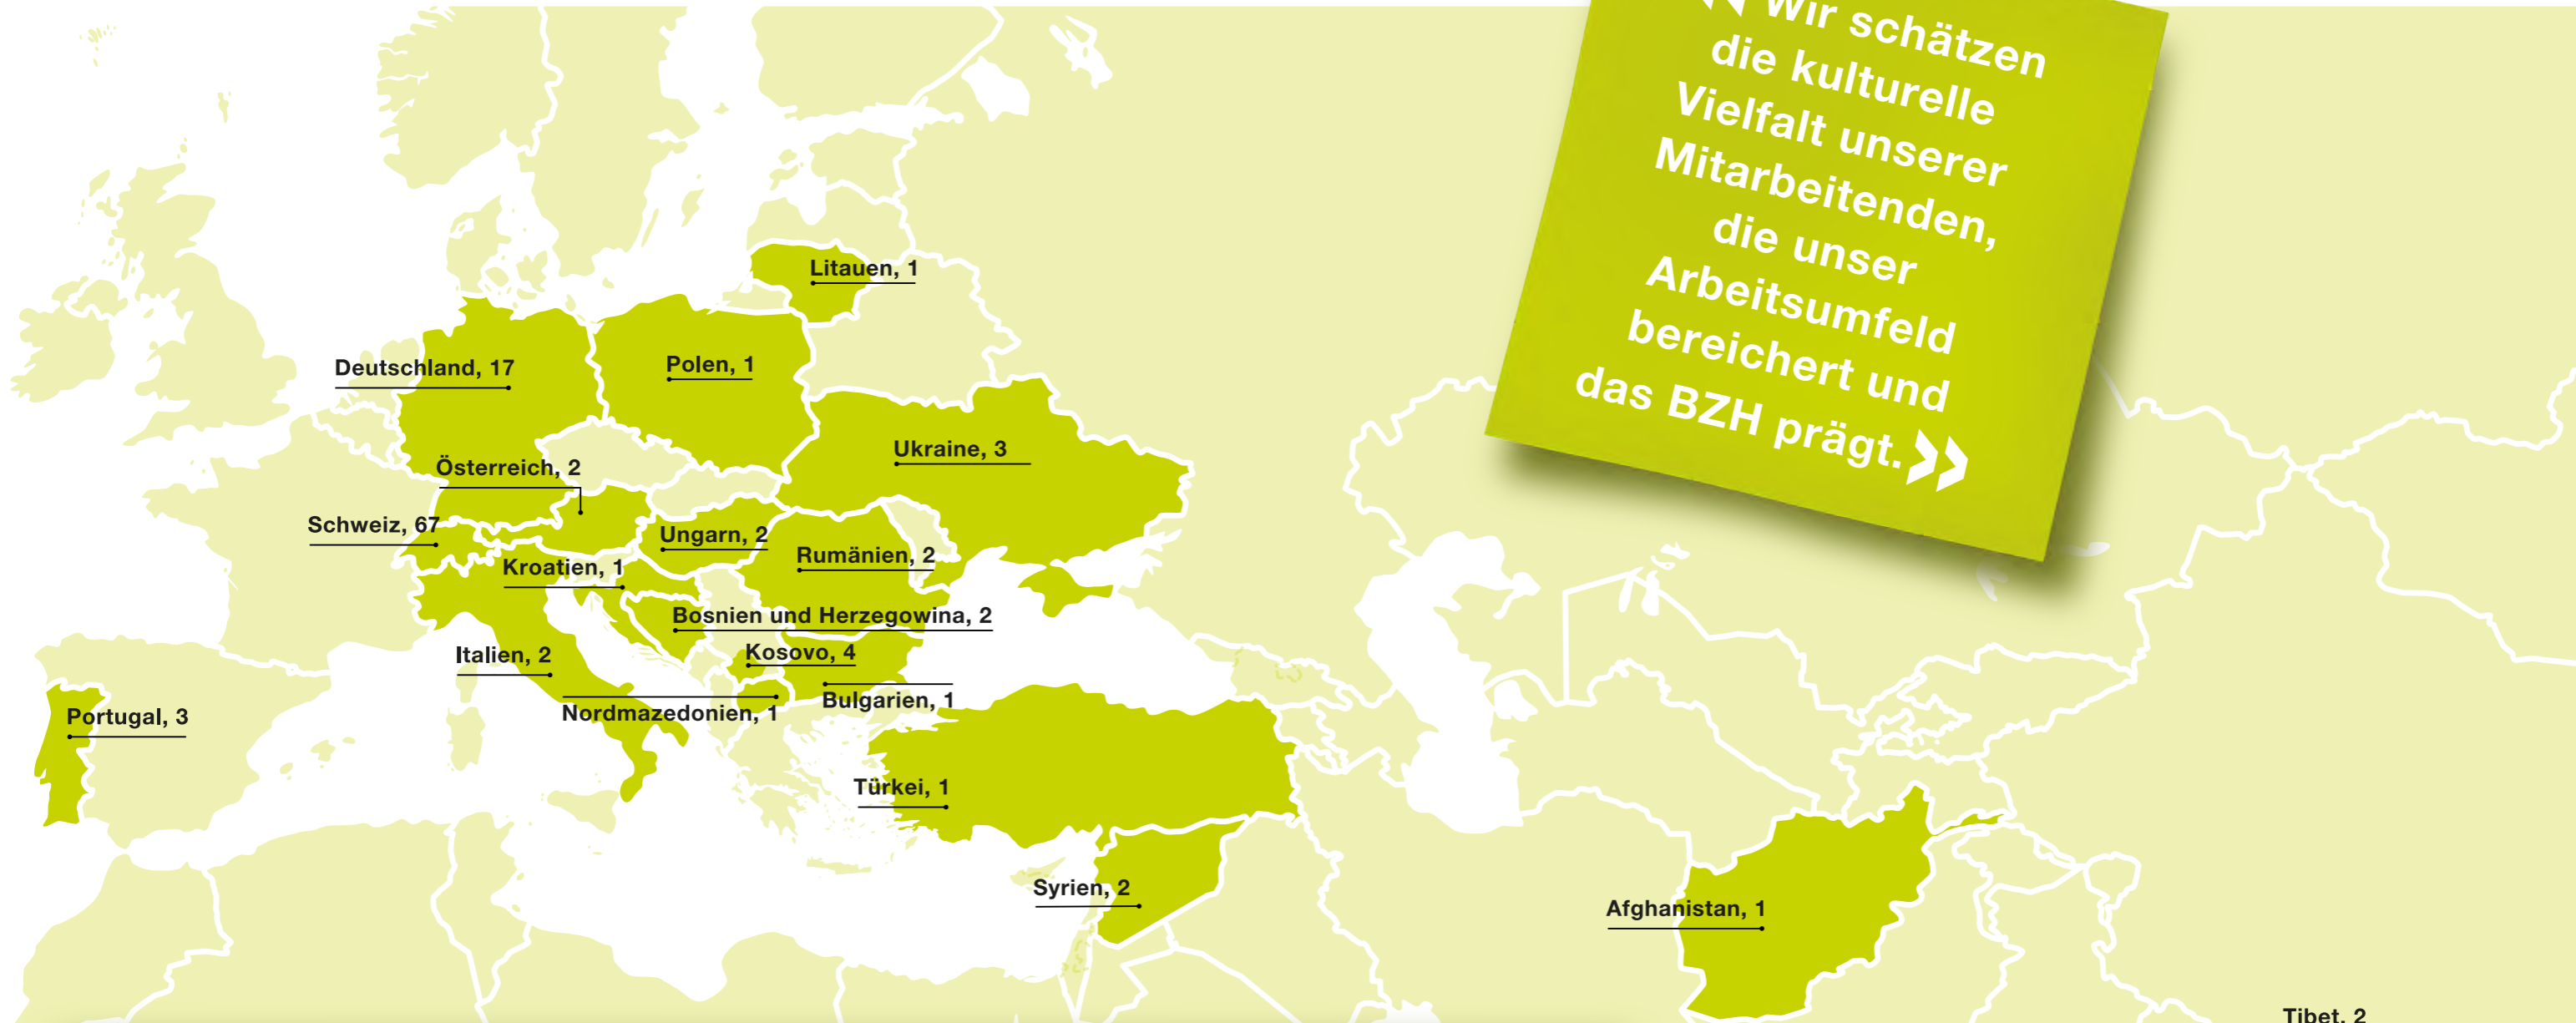 « Wir schätzen
die kulturelle
Vielfalt unserer
Mitarbeitenden,
die unser
Arbeitsumfeld
bereichert und
das BZH prägt.»
Litauen, 1
Deutschland, 17
Polen, 1
Ukraine, 3
Österreich, 2
Schweiz, 67
Ungarn, 2
Rumänien, 2
Kroatien, 1
Bosnien und Herzegowina, 2
Kosovo, 4
Italien, 2
Bulgarien, 1
Nordmazedonien, 1
Portugal, 3
Türkei, 1
Syrien, 2
Afghanistan, 1
Tibet, 2